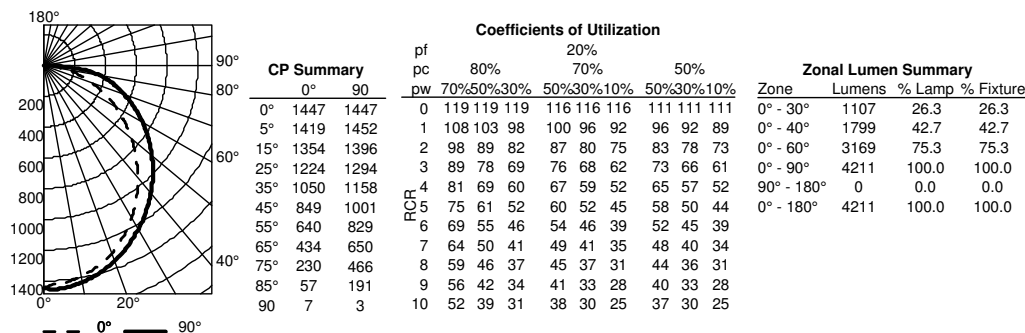 180°
90°
80°
60°
40°
200
400
600
800
1000
1200
1400
0° 20°
0° 90°
CP Summary
0° 90
0° 1447 1447
5° 1419 1452
15° 1354 1396
25° 1224 1294
35° 1050 1158
45° 849 1001
55° 640 829
65° 434 650
75° 230 466
85° 57 191
90 7 3
Coefficients of Utilization
pf 20%
pc 80% 70% 50%
pw 70%50%30% 50%30%10% 50%30%10%
RCR
0 119 119 119 116 116 116 111 111 111
1 108 103 98 100 96 92 96 92 89
2 98 89 82 87 80 75 83 78 73
3 89 78 69 76 68 62 73 66 61
4 81 69 60 67 59 52 65 57 52
5 75 61 52 60 52 45 58 50 44
6 69 55 46 54 46 39 52 45 39
7 64 50 41 49 41 35 48 40 34
8 59 46 37 45 37 31 44 36 31
9 56 42 34 41 33 28 40 33 28
10 52 39 31 38 30 25 37 30 25
Zonal Lumen Summary
Zone Lumens % Lamp % Fixture
0° - 30° 1107 26.3 26.3
0° - 40° 1799 42.7 42.7
0° - 60° 3169 75.3 75.3
0° - 90° 4211 100.0 100.0
90° - 180° 0 0.0 0.0
0° - 180° 4211 100.0 100.0